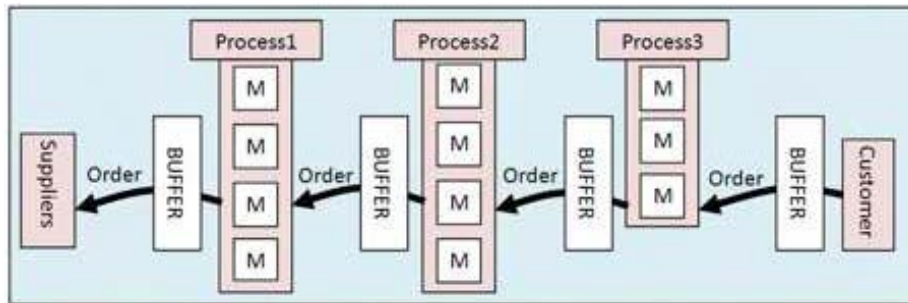 Process1
Process2
Process3
M
M
M
M
M
M
M
M
M
M
M
Suppliers
Order
BUFFER
Order
BUFFER
Order
BUFFER
Order
BUFFER
Customer